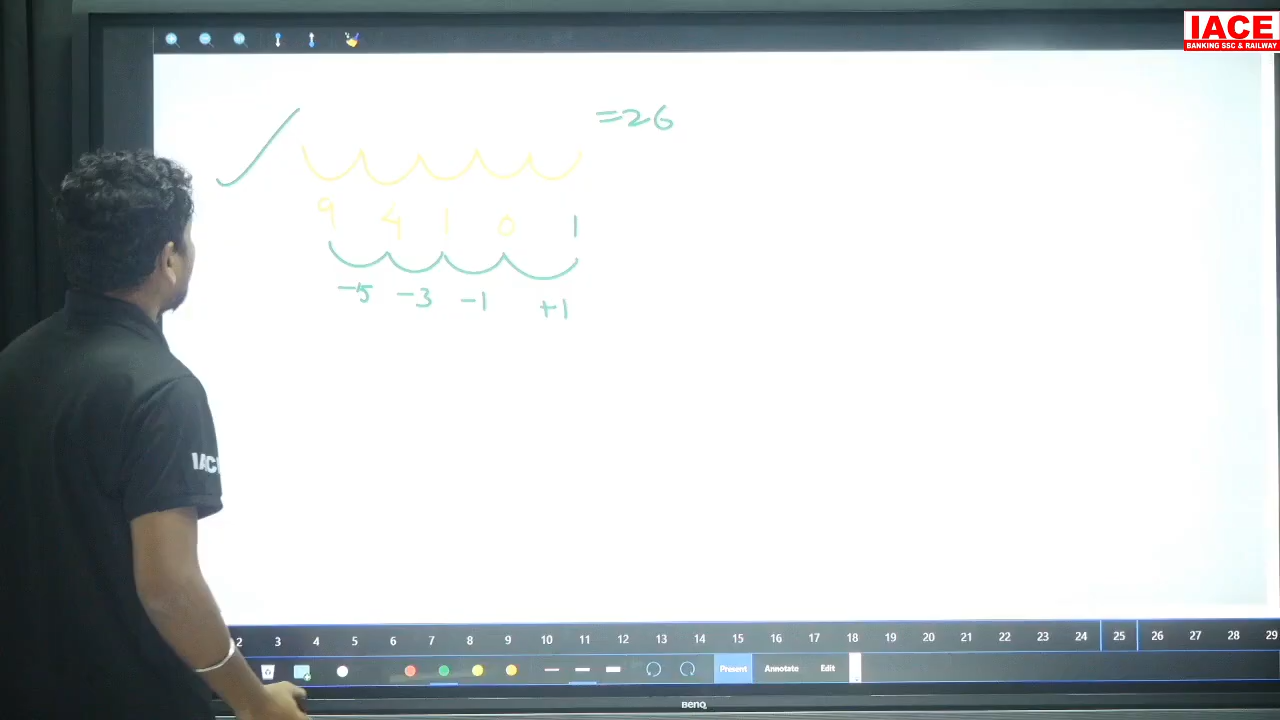 IACE
BANKING SSC & RAILWAY
=26
9 4 1 0 1
-5 -3 -1 +1
IACE
2 3 4 5 6 7 8 9 10 11 12 13 14 15 16 17 18 19 20 21 22 23 24 25 26 27 28 29
Present Annotate Edit
BenQ